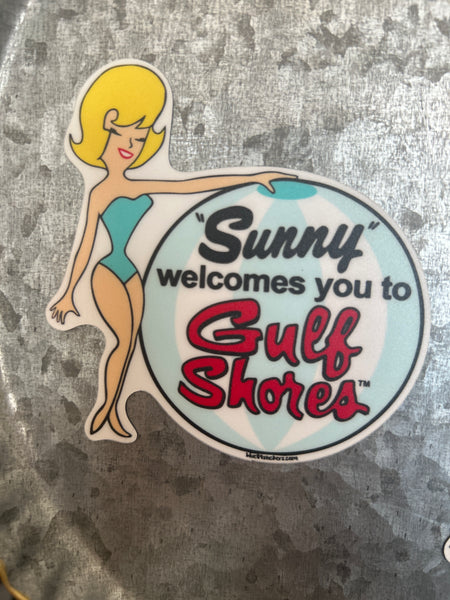 "Sunny"
welcomes you to
Gulf
Shores™